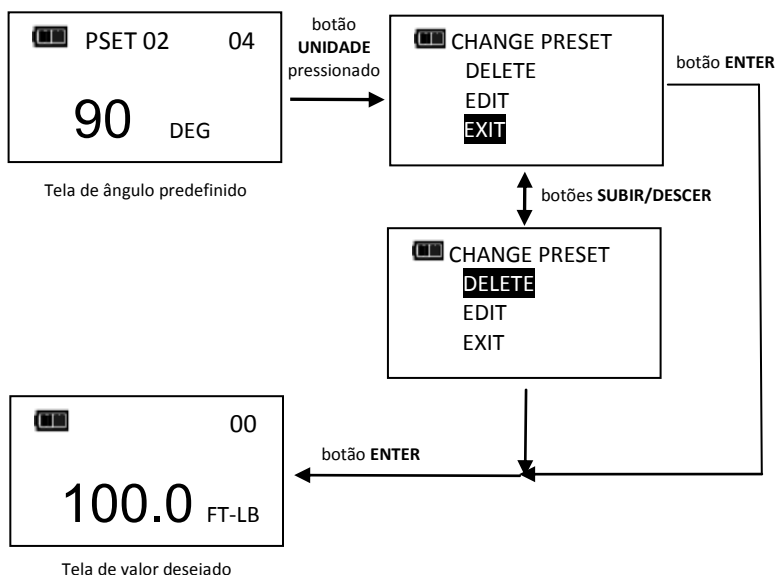 PSET 02 04
90 DEG
Tela de ângulo predefinido
botão
UNIDADE
pressionado
CHANGE PRESET
DELETE
EDIT
EXIT
botão ENTER
botões SUBIR/DESCER
CHANGE PRESET
DELETE
EDIT
EXIT
botão ENTER
00
100.0 FT-LB
Tela de valor desejado